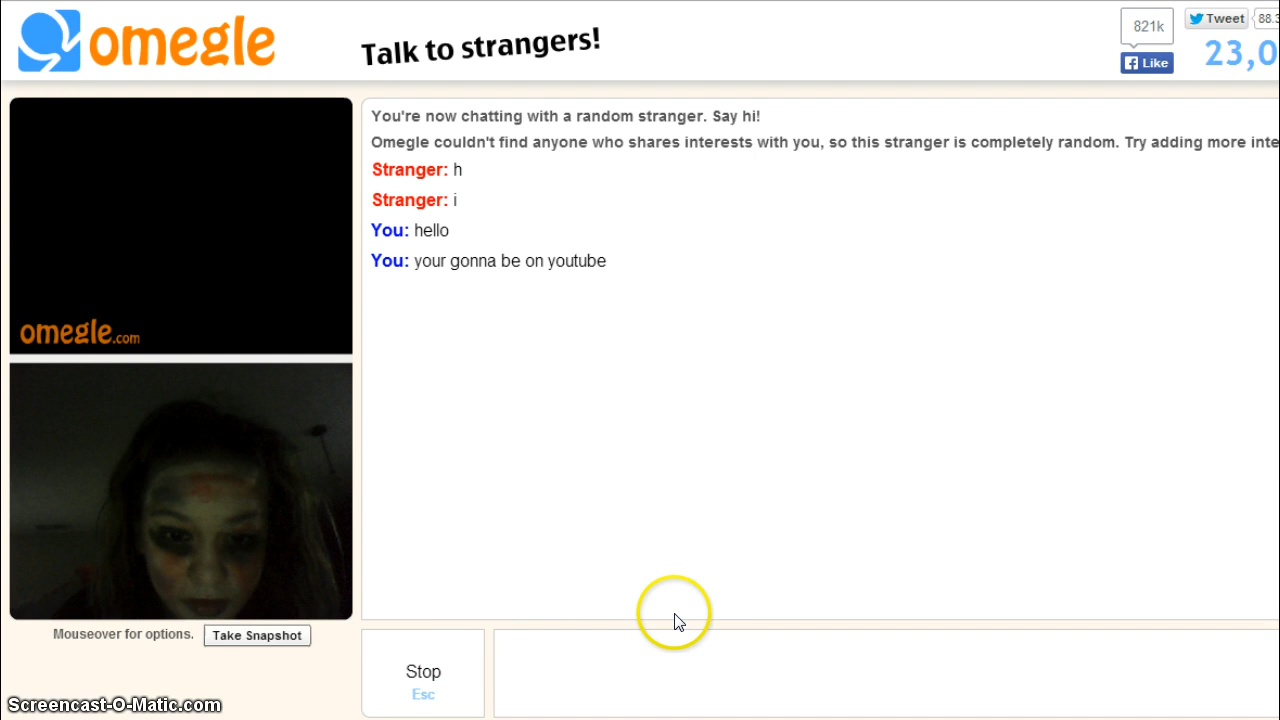 omegle
Talk to strangers!
821k
Like
Tweet
88.3
23,0
You're now chatting with a random stranger. Say hi!
Omegle couldn't find anyone who shares interests with you, so this stranger is completely random. Try adding more inte
Stranger: h
Stranger: i
You: hello
You: your gonna be on youtube
omegle.com
Mouseover for options.
Take Snapshot
Stop
Esc
Screencast-O-Matic.com